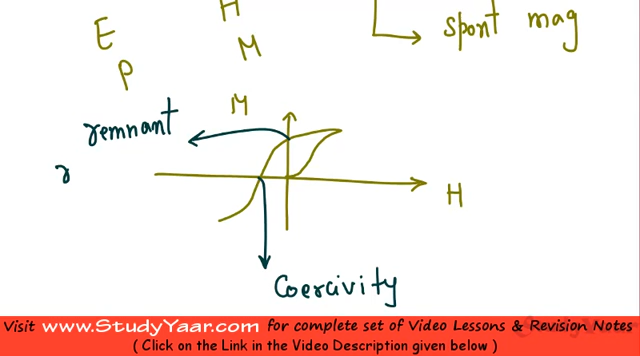 H
E
M
spont mag
P
M
remnant
r
H
Coercivity
Visit www.StudyYaar.com for complete set of Video Lessons & Revision Notes
( Click on the Link in the Video Description given below )